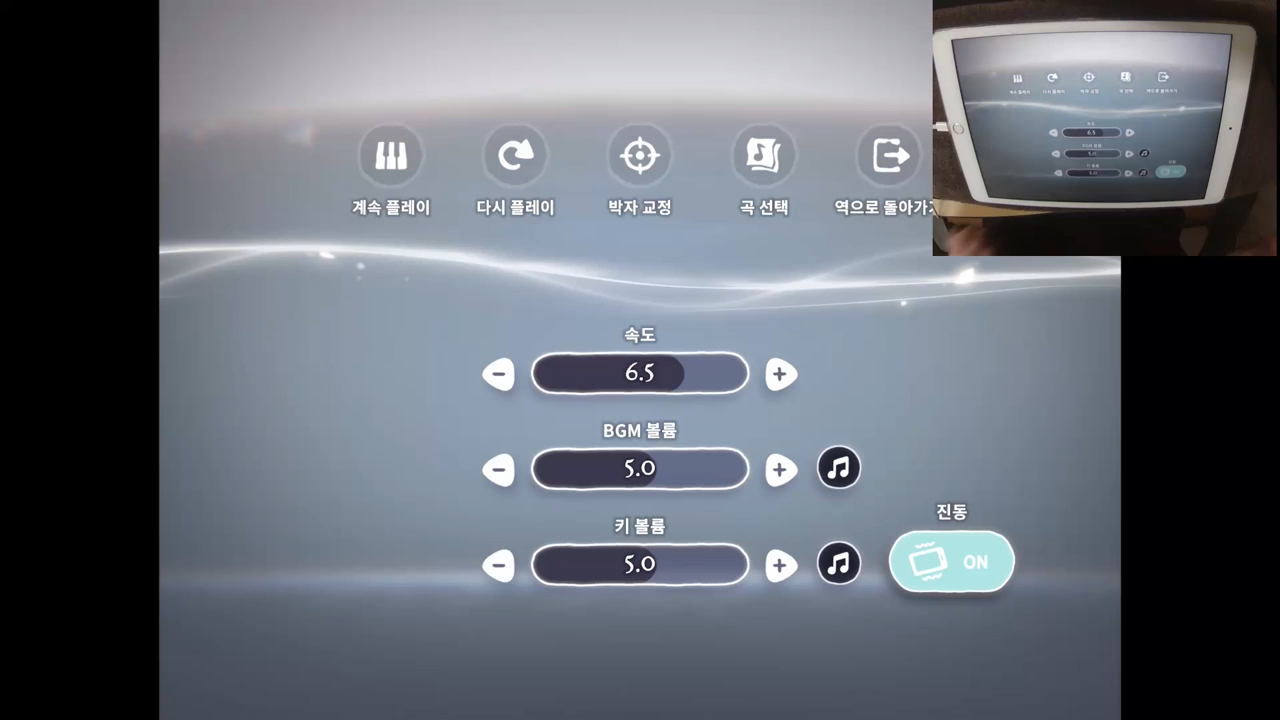 계속 플레이
다시 플레이
박자 교정
곡 선택
역으로 돌아가기
속도
6.5
BGM 볼륨
5.0
키 볼륨
5.0
진동
ON